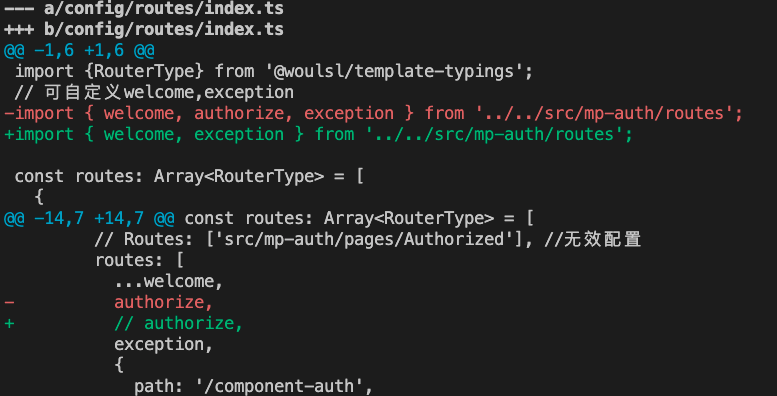 --- a/config/routes/index.ts
+++ b/config/routes/index.ts
@@ -1,6 +1,6 @@
 import {RouterType} from '@woulsl/template-typings';
 // 可自定义welcome,exception
-import { welcome, authorize, exception } from '../../src/mp-auth/routes';
+import { welcome, exception } from '../../src/mp-auth/routes';
 const routes: Array<RouterType> = [
   {
@@ -14,7 +14,7 @@ const routes: Array<RouterType> = [
         // Routes: ['src/mp-auth/pages/Authorized'], //无效配置
         routes: [
           ...welcome,
-          authorize,
+          // authorize,
           exception,
           {
             path: '/component-auth',